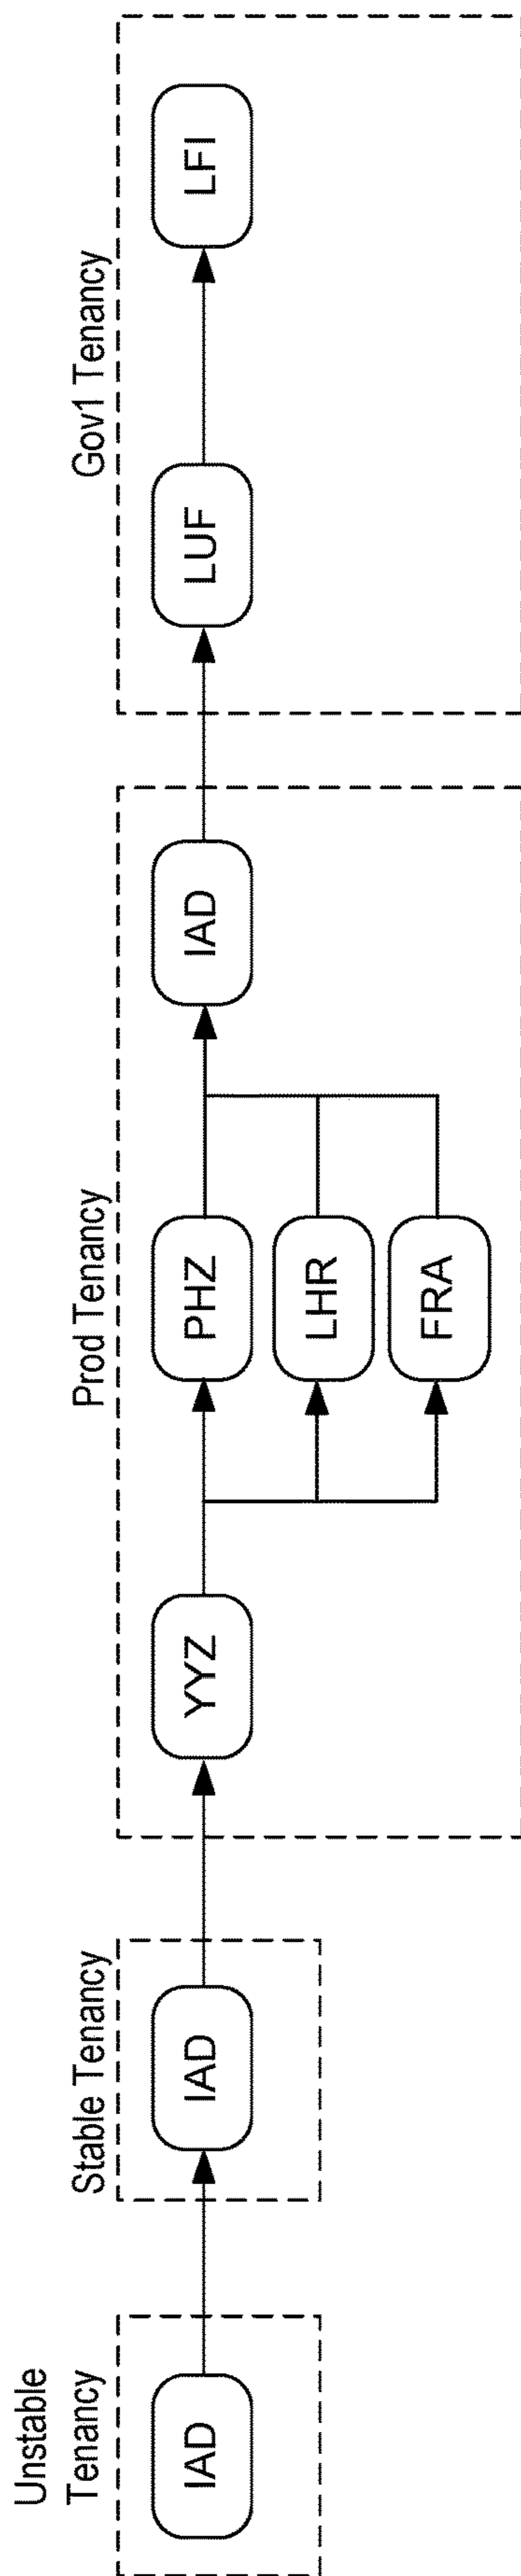 Unstable
Tenancy
IAD
Stable Tenancy
IAD
Prod Tenancy
YYZ
PHZ
LHR
FRA
IAD
Gov1 Tenancy
LUF
LFI